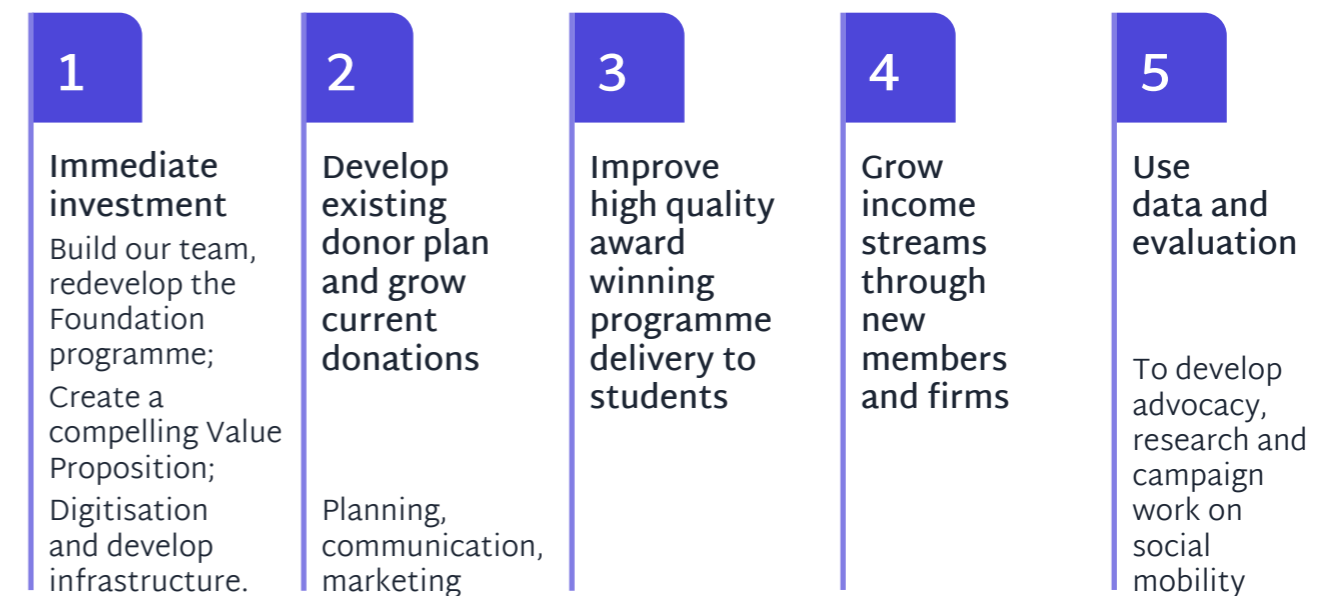 1
Immediate
investment
Build our team,
redevelop the
Foundation
programme;
Create a
compelling Value
Proposition;
Digitisation
and develop
infrastructure.
2
Develop
existing
donor plan
and grow
current
donations
Planning,
communication,
marketing
3
Improve
high quality
award
winning
programme
delivery to
students
4
Grow
income
streams
through
new
members
and firms
5
Use
data and
evaluation
To develop
advocacy,
research and
campaign
work on
social
mobility